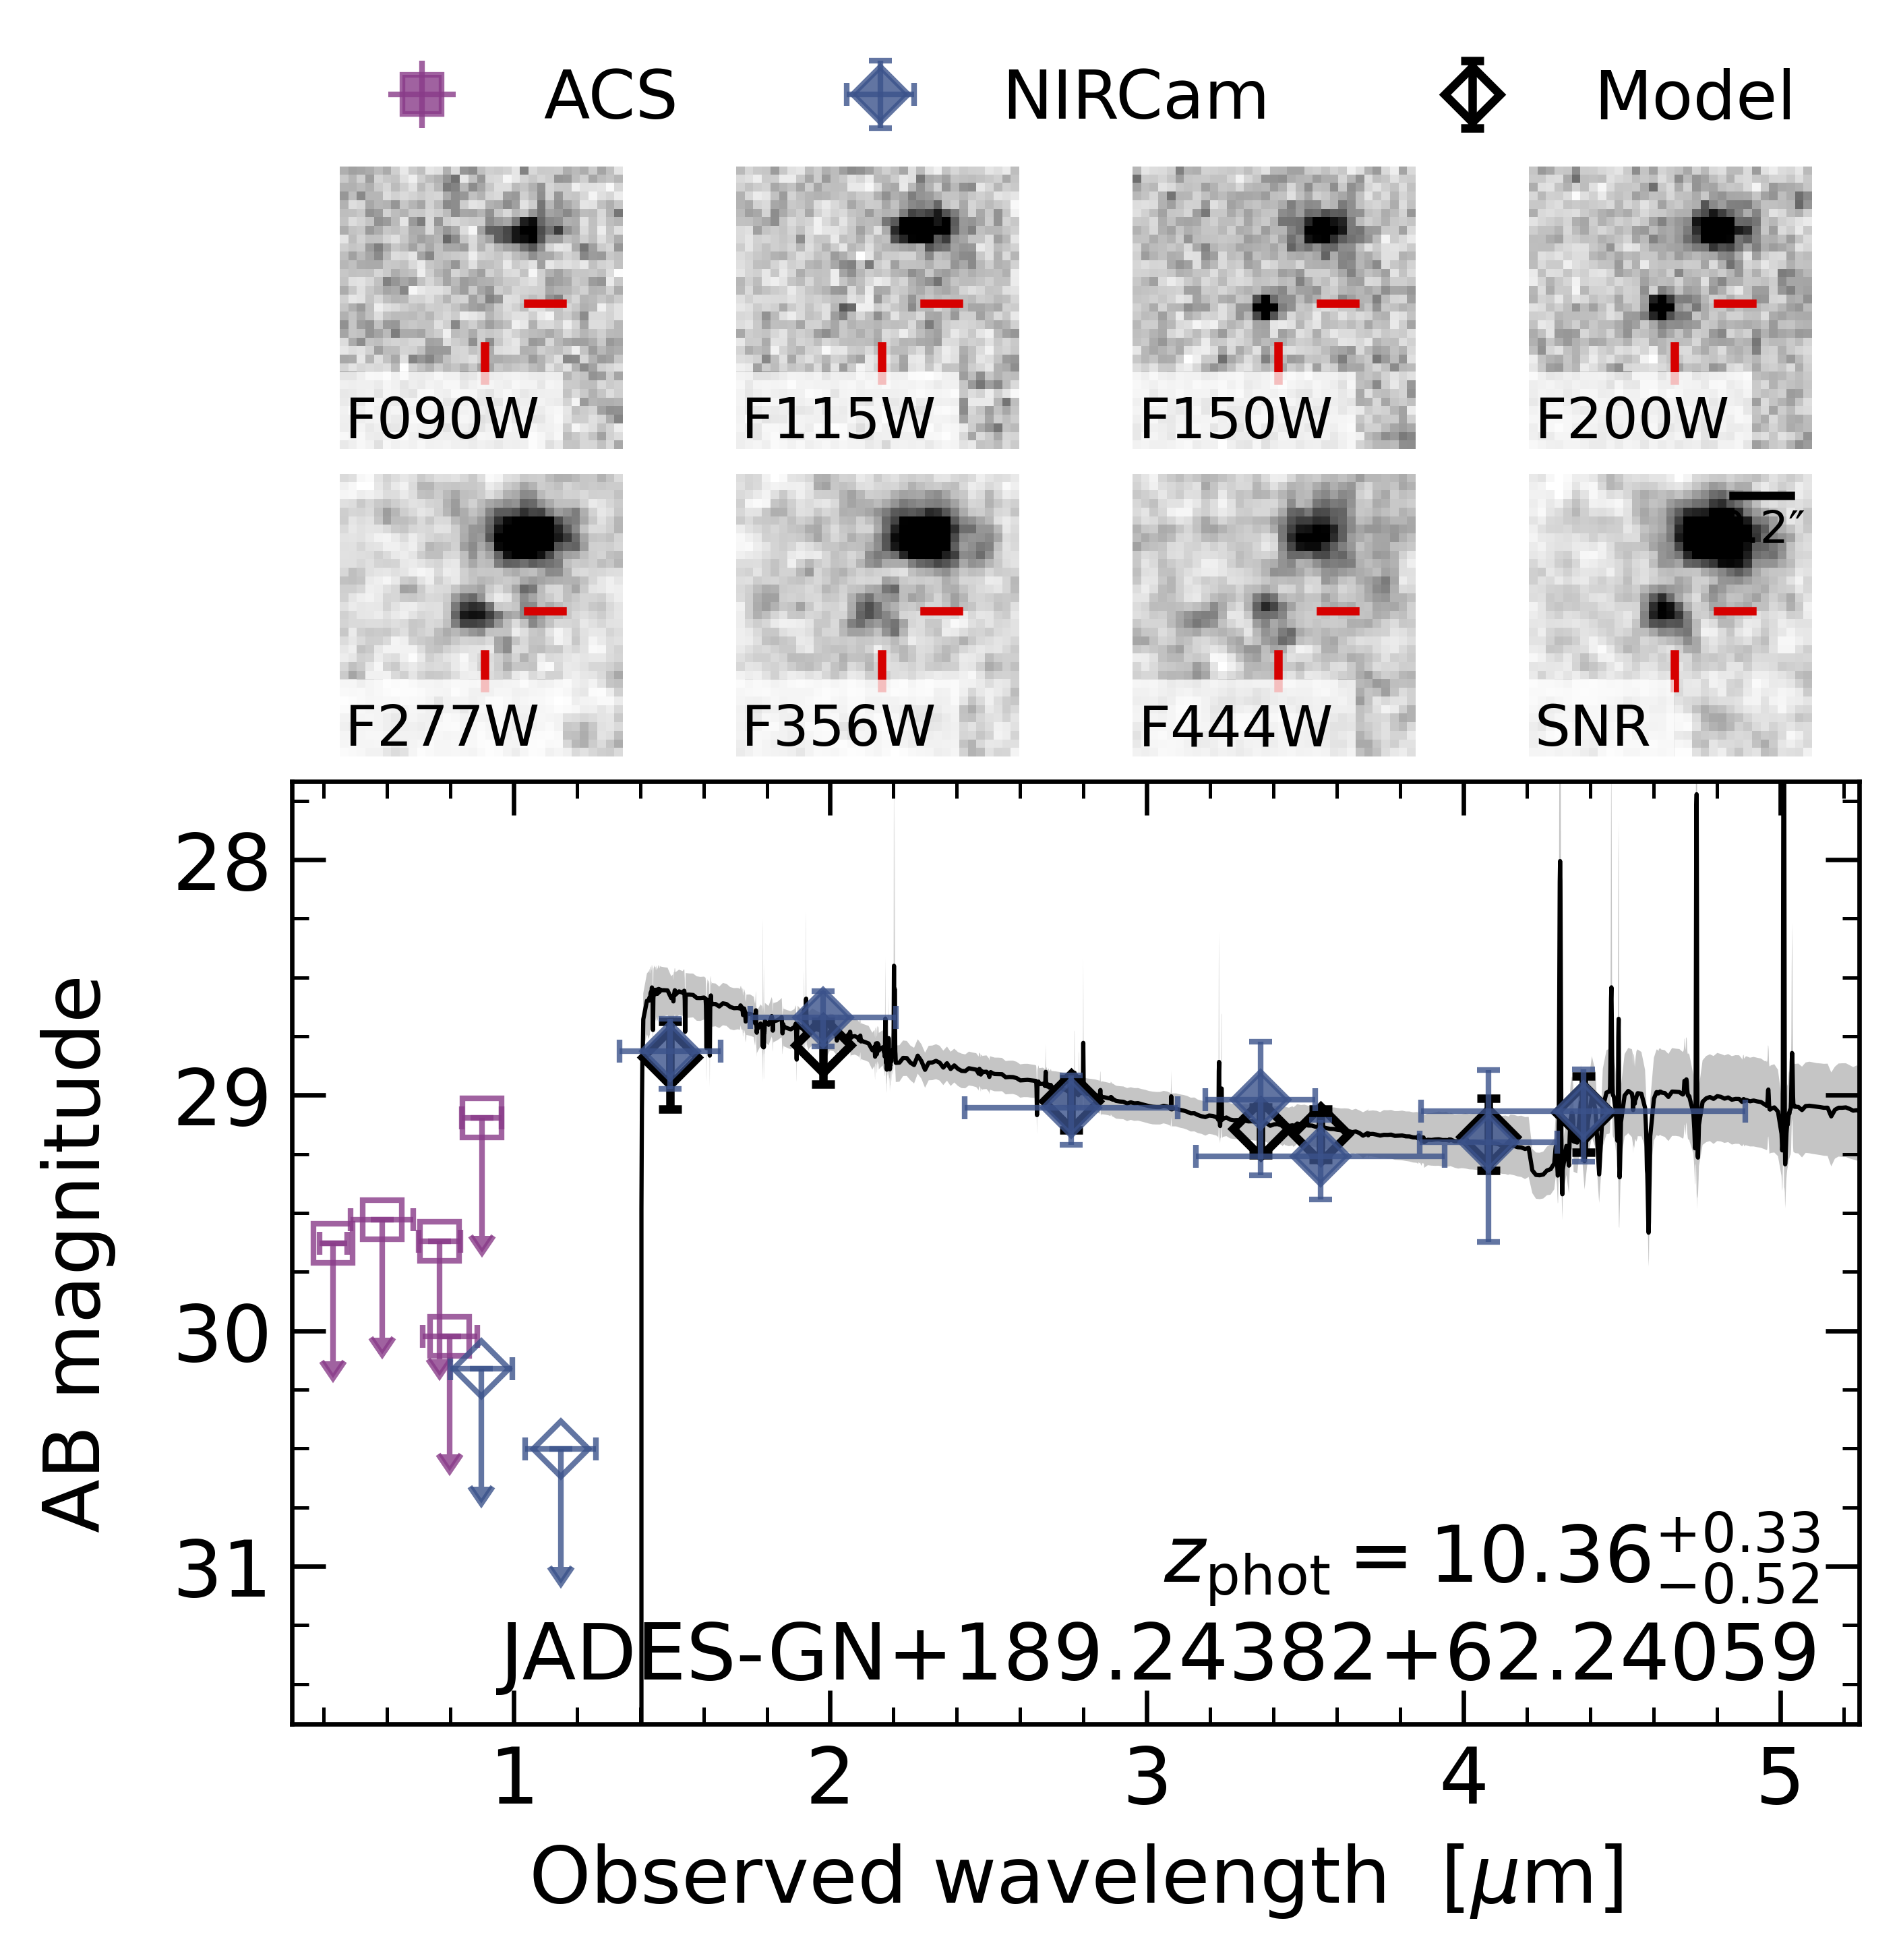 ACS NIRCam Model
F090W F115W F150W F200W
2″
F277W F356W F444W SNR
28
29
30
31
AB magnitude
z_phot = 10.36^{+0.33}_{−0.52}
JADES-GN+189.24382+62.24059
1 2 3 4 5
Observed wavelength [μm]